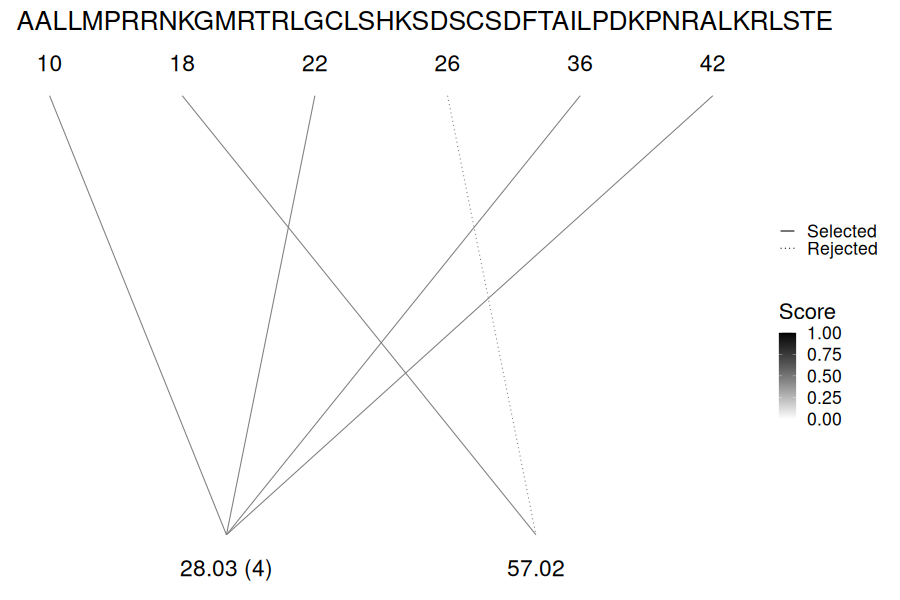 AALLMPRRNKGMRTRLGCLSHKSDSCSDFTAILPDKPNRALKRLSTE
10 18 22 26 36 42
Selected
Rejected
Score
1.00
0.75
0.50
0.25
0.00
28.03 (4) 57.02